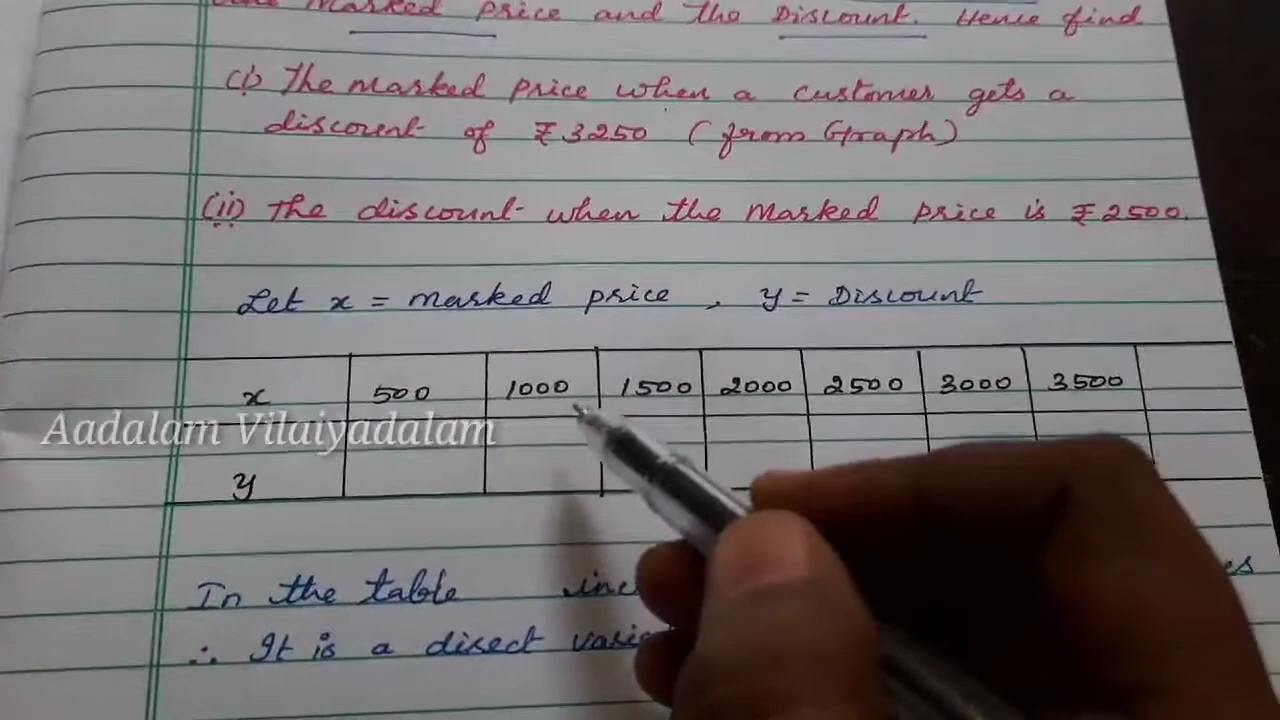 Marked Price and the Discount. Hence find
(i) The marked price when a customer gets a
discount of ₹3250 (from Graph)
(ii) the discount when the marked price is ₹2500.
Let x = marked price , y = Discount
x 500 1000 1500 2000 2500 3000 3500
Aadalam Vilaiyadalam
y
In the table
∴ It is a direct